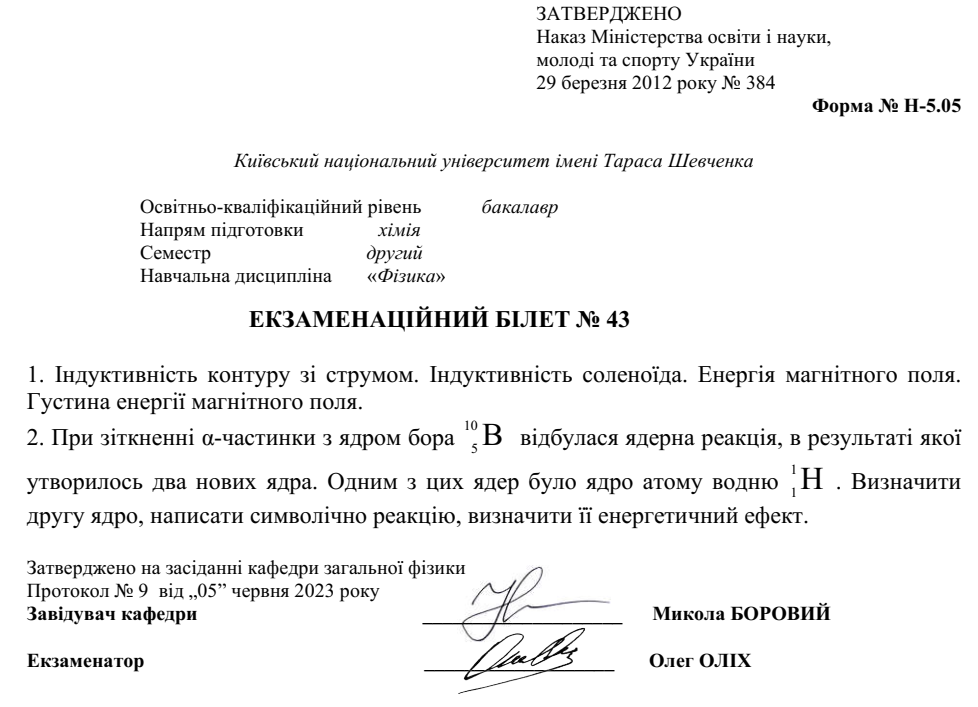 ЗАТВЕРДЖЕНО
Наказ Міністерства освіти і науки,
молоді та спорту України
29 березня 2012 року № 384
Форма № Н-5.05
Київський національний університет імені Тараса Шевченка
Освітньо-кваліфікаційний рівень бакалавр
Напрям підготовки хімія
Семестр другий
Навчальна дисципліна «Фізика»
ЕКЗАМЕНАЦІЙНИЙ БІЛЕТ № 43
1. Індуктивність контуру зі струмом. Індуктивність соленоїда. Енергія магнітного поля.
Густина енергії магнітного поля.
2. При зіткненні α-частинки з ядром бора ¹⁰₅B відбулася ядерна реакція, в результаті якої
утворилось два нових ядра. Одним з цих ядер було ядро атому водню ¹₁H . Визначити
другу ядро, написати символічно реакцію, визначити її енергетичний ефект.
Затверджено на засіданні кафедри загальної фізики
Протокол № 9 від „05” червня 2023 року
Завідувач кафедри ____________________ Микола БОРОВИЙ
Екзаменатор ____________________ Олег ОЛІХ